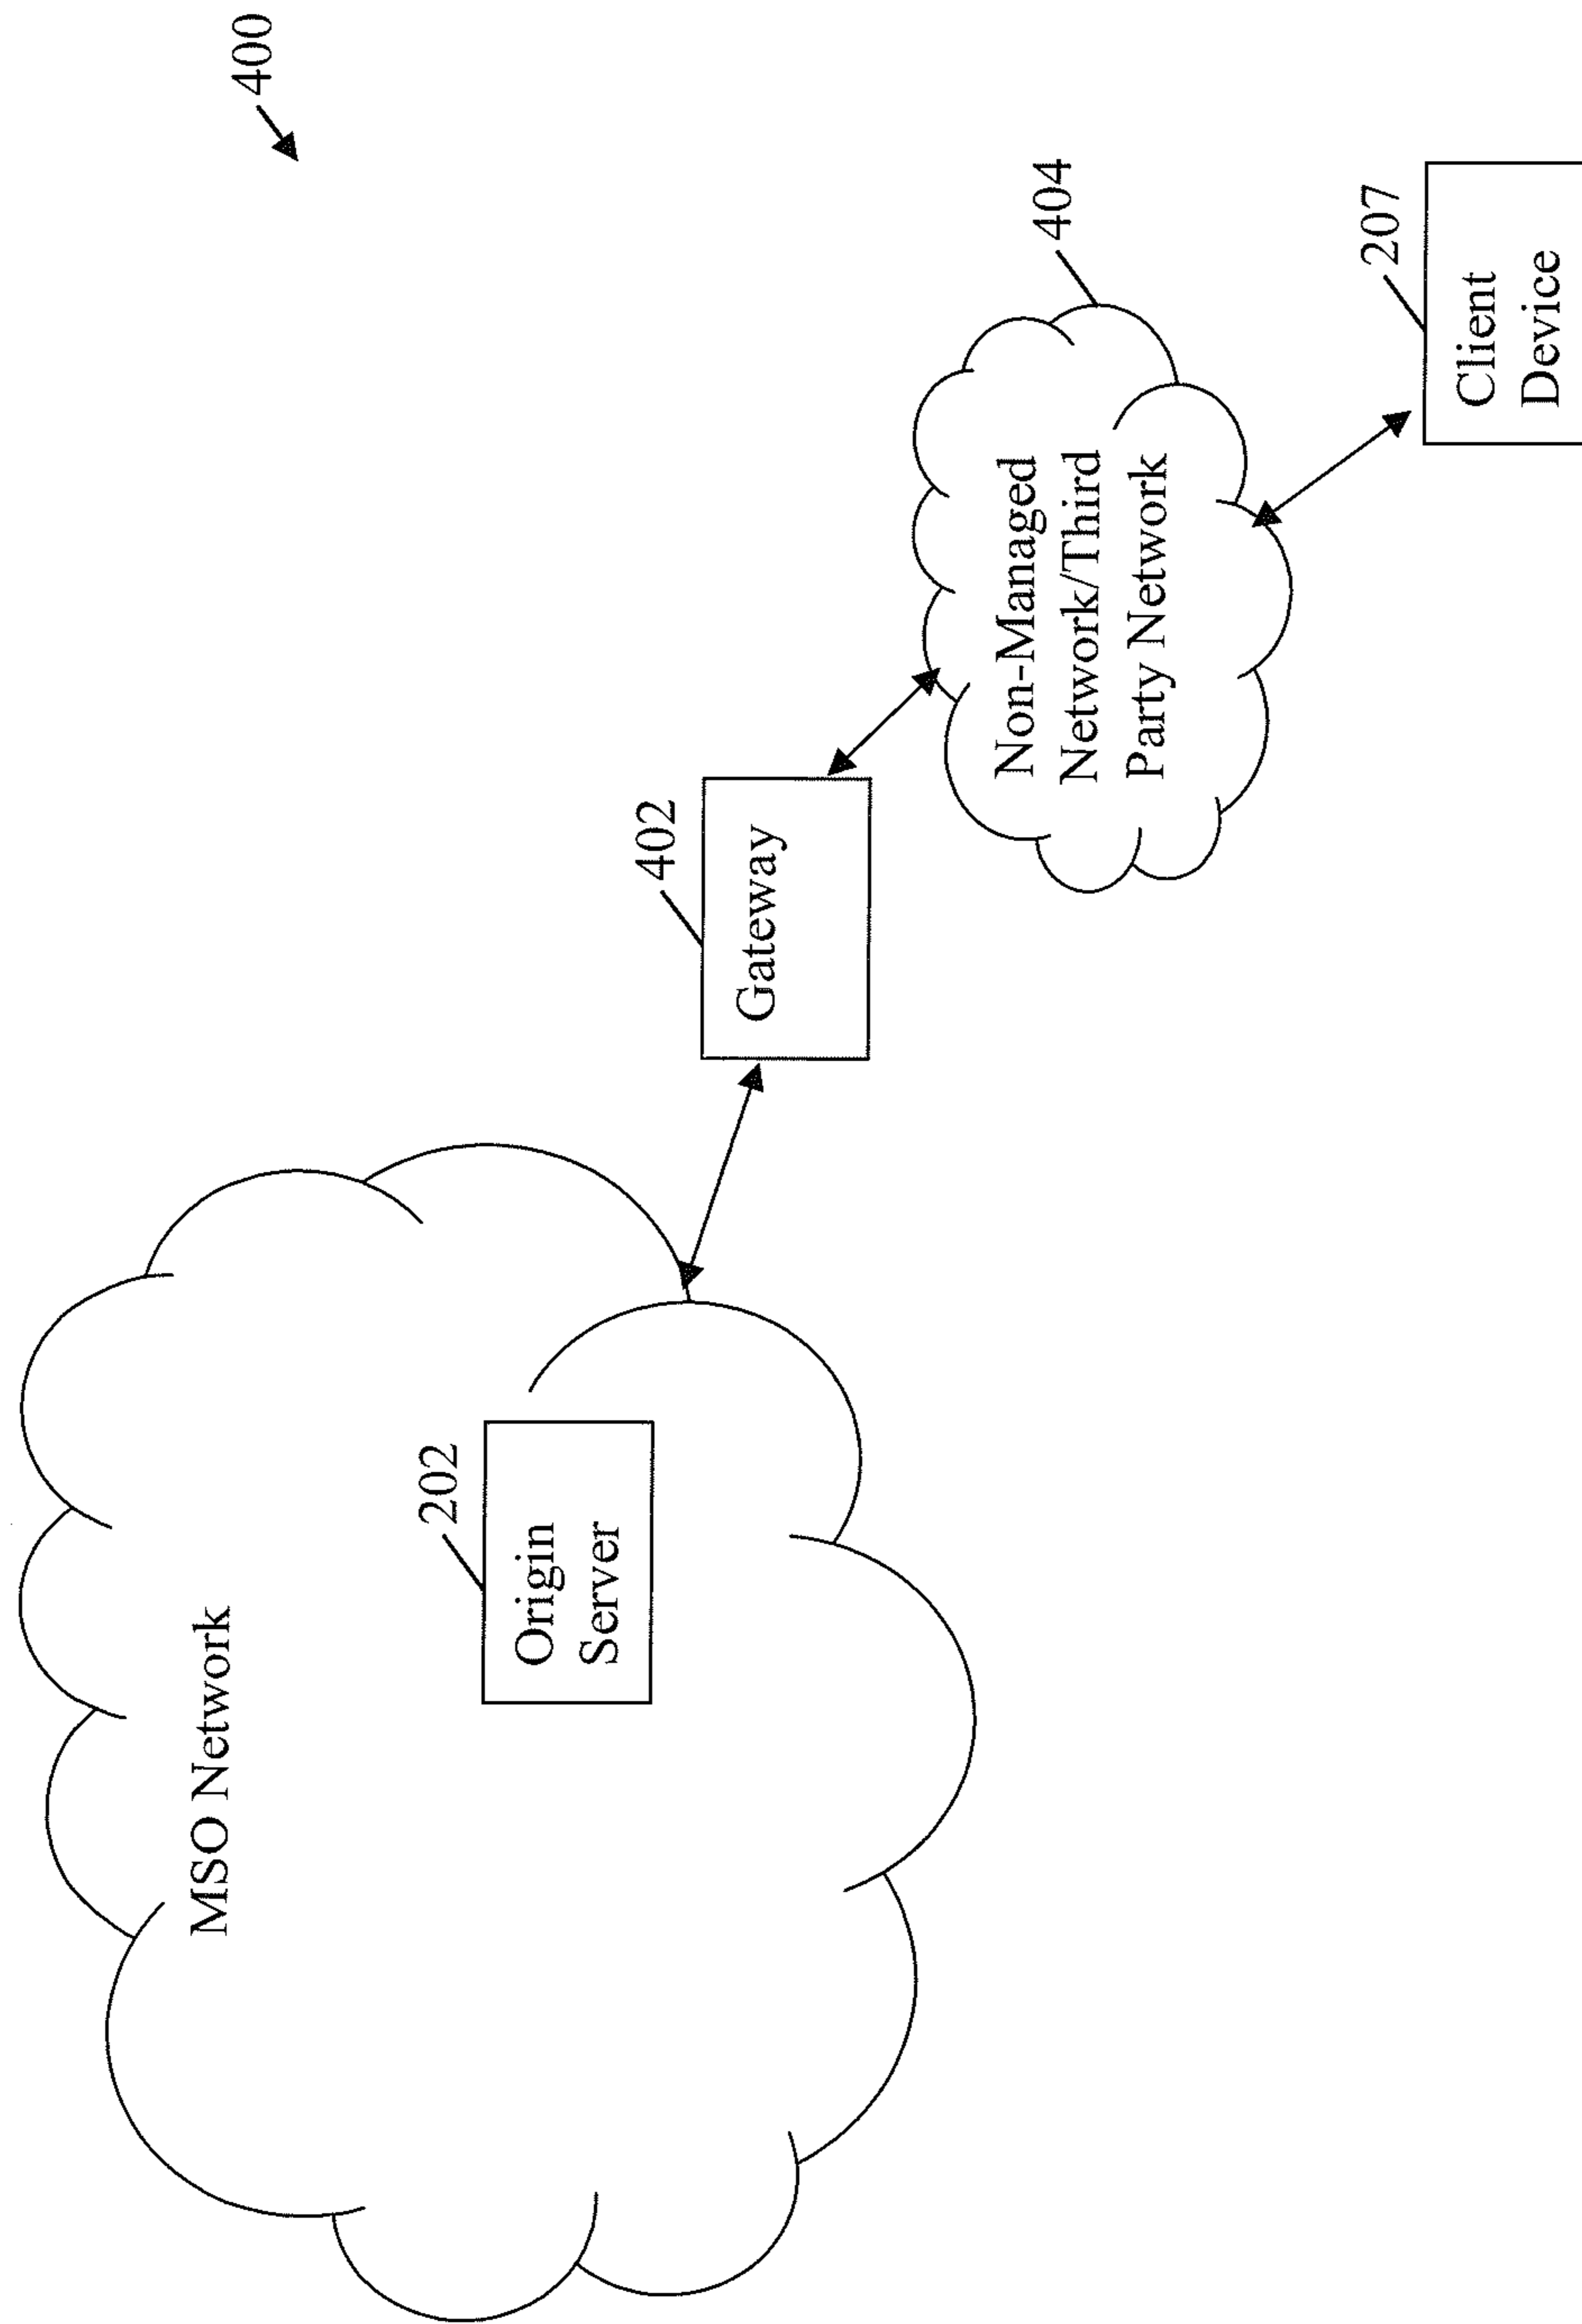 400
MSO Network
202
Origin
Server
402
Gateway
404
Non-Managed
Network/Third
Party Network
207
Client
Device